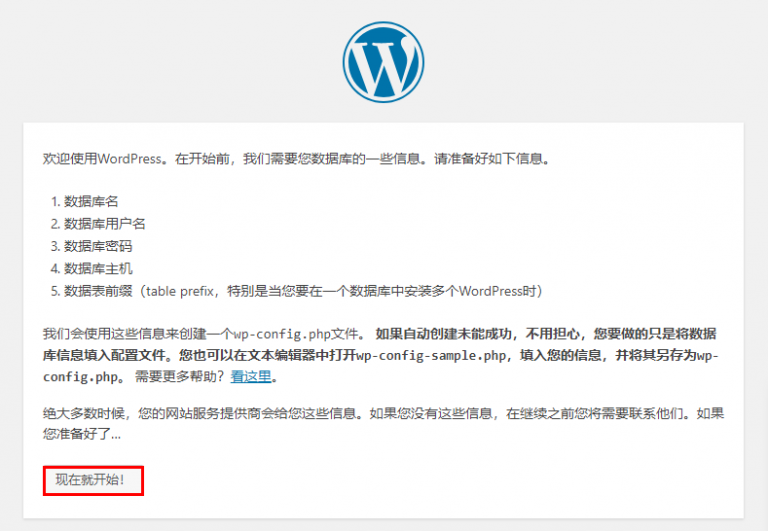 欢迎使用WordPress。在开始前，我们需要您数据库的一些信息。请准备好如下信息。
1. 数据库名
2. 数据库用户名
3. 数据库密码
4. 数据库主机
5. 数据表前缀（table prefix，特别是当您要在一个数据库中安装多个WordPress时）
我们会使用这些信息来创建一个wp-config.php文件。 如果自动创建未能成功，不用担心，您要做的只是将数据
库信息填入配置文件。您也可以在文本编辑器中打开wp-config-sample.php，填入您的信息，并将其另存为wp-
config.php。 需要更多帮助？看这里。
绝大多数时候，您的网站服务提供商会给您这些信息。如果您没有这些信息，在继续之前您将需要联系他们。如果
您准备好了…
现在就开始！